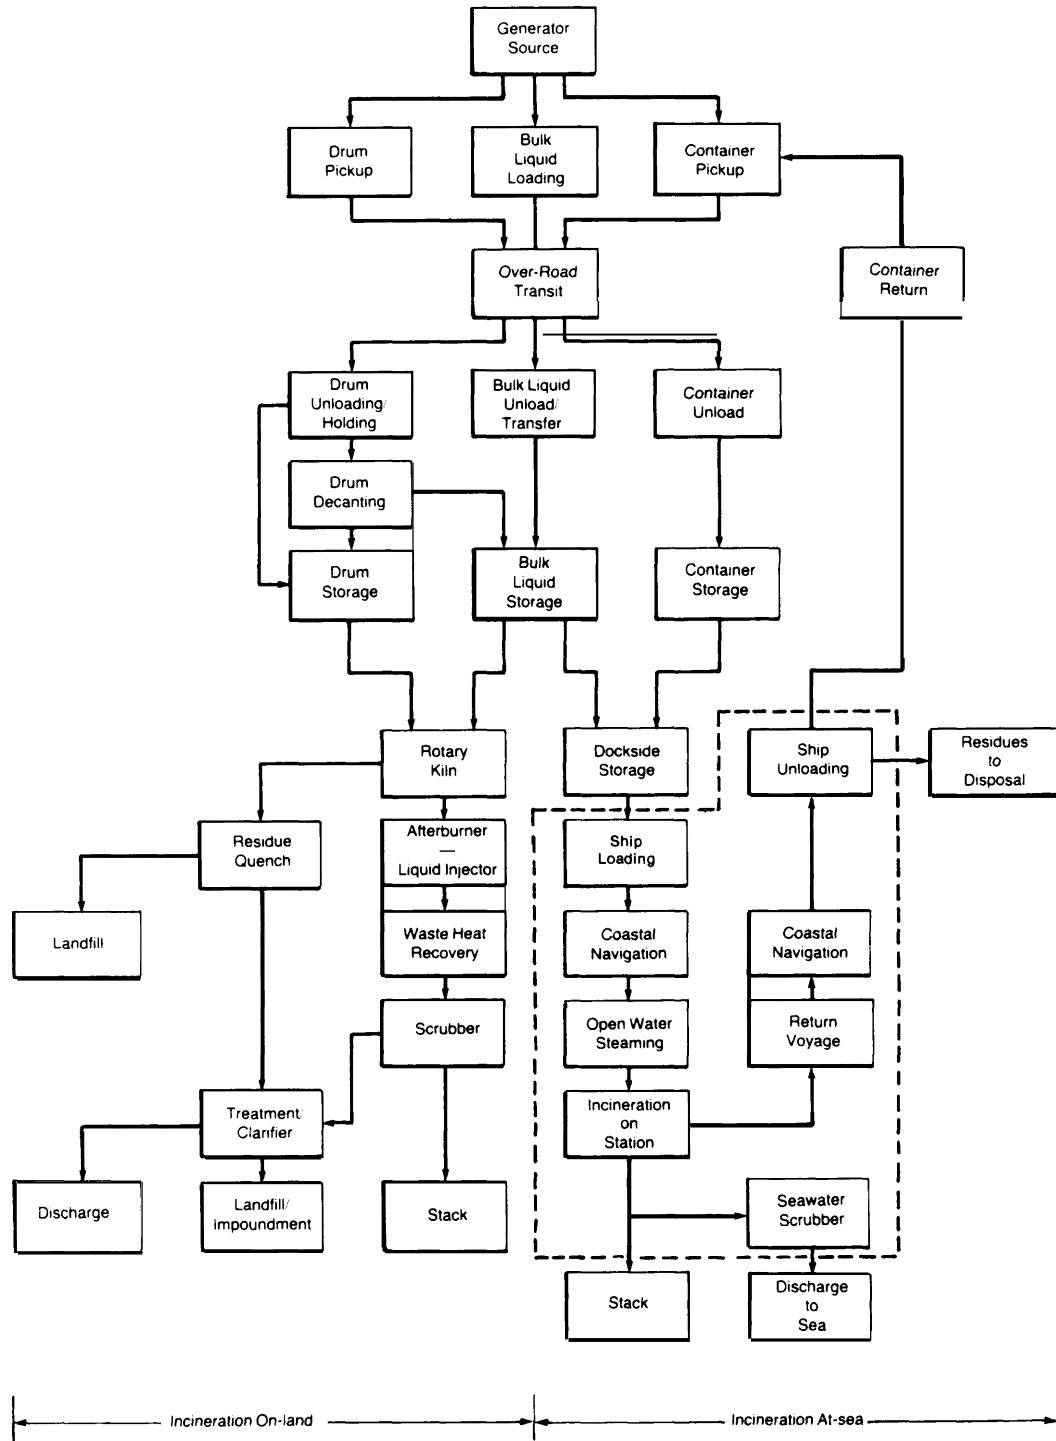 Generator
Source
Drum
Pickup
Bulk
Liquid
Loading
Container
Pickup
Over-Road
Transit
Container
Return
Drum
Unloading/
Holding
Bulk Liquid
Unload/
Transfer
Container
Unload
Drum
Decanting
Drum
Storage
Bulk
Liquid
Storage
Container
Storage
Rotary
Kiln
Dockside
Storage
Ship
Unloading
Residues
to
Disposal
Residue
Quench
Afterburner
—
Liquid Injector
Ship
Loading
Landfill
Waste Heat
Recovery
Coastal
Navigation
Coastal
Navigation
Scrubber
Open Water
Steaming
Return
Voyage
Treatment/
Clarifier
Incineration
on
Station
Discharge
Landfill/
Impoundment
Stack
Seawater
Scrubber
Stack
Discharge
to
Sea
Incineration On-land
Incineration At-sea